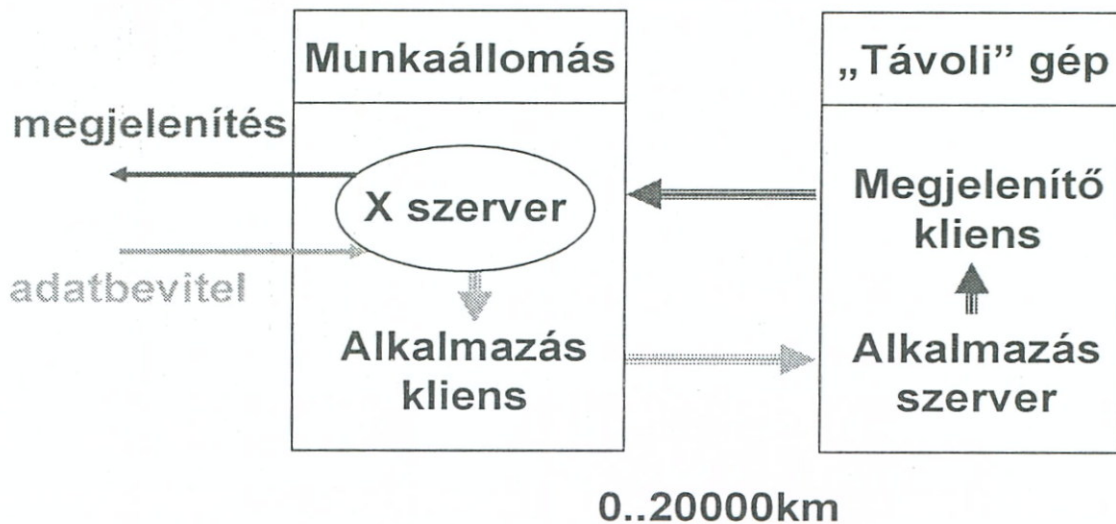 Munkaállomás
„Távoli” gép
megjelenítés
X szerver
adatbevitel
Alkalmazás
kliens
Megjelenítő
kliens
Alkalmazás
szerver
0..20000km